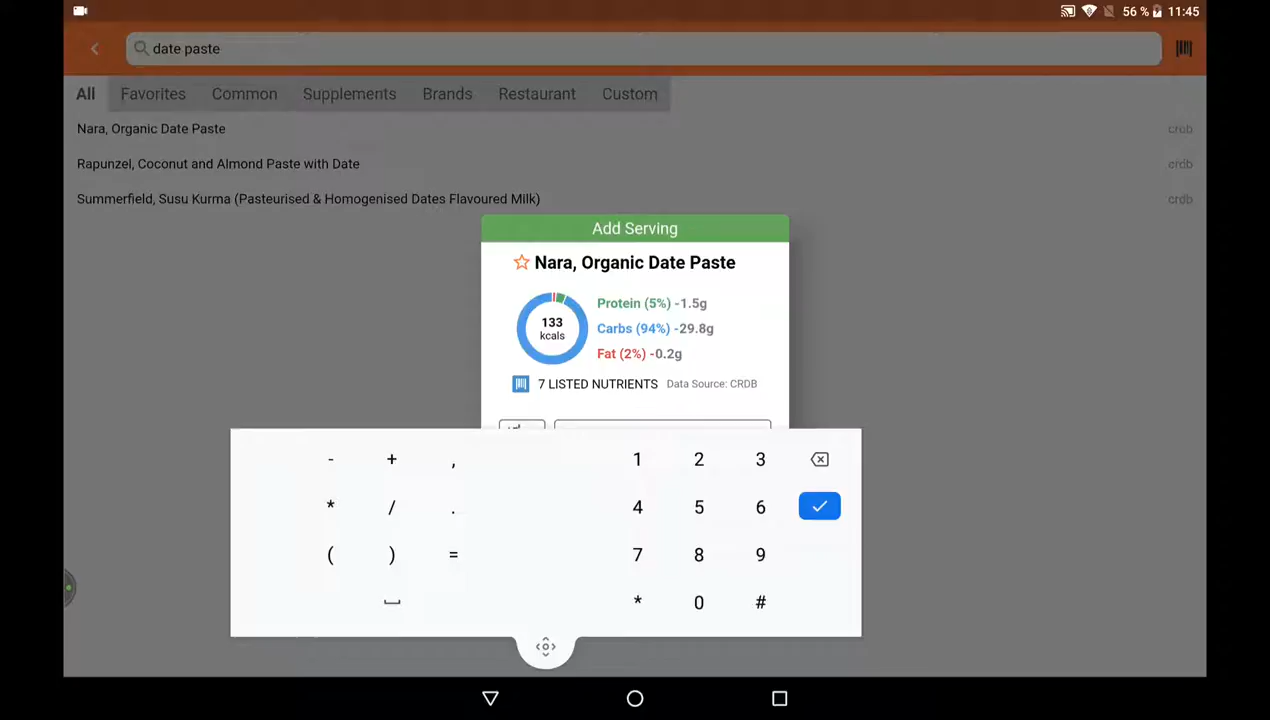 56 % 11:45
date paste
All Favorites Common Supplements Brands Restaurant Custom
Nara, Organic Date Paste crdb
Rapunzel, Coconut and Almond Paste with Date crdb
Summerfield, Susu Kurma (Pasteurised & Homogenised Dates Flavoured Milk) crdb
Add Serving
Nara, Organic Date Paste
133
kcals
Protein (5%) -1.5g
Carbs (94%) -29.8g
Fat (2%) -0.2g
7 LISTED NUTRIENTS Data Source: CRDB
- + , 1 2 3
* / . 4 5 6
( ) = 7 8 9
* 0 #